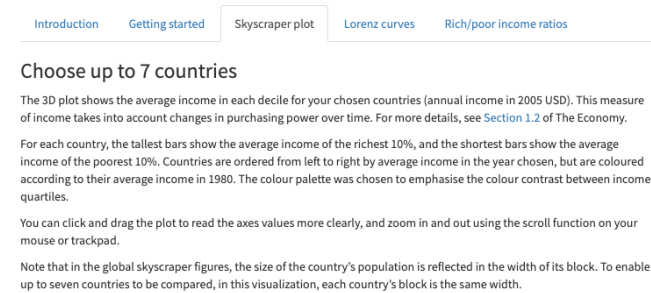 Introduction Getting started Skyscraper plot Lorenz curves Rich/poor income ratios
Choose up to 7 countries
The 3D plot shows the average income in each decile for your chosen countries (annual income in 2005 USD). This measure
of income takes into account changes in purchasing power over time. For more details, see Section 1.2 of The Economy.
For each country, the tallest bars show the average income of the richest 10%, and the shortest bars show the average
income of the poorest 10%. Countries are ordered from left to right by average income in the year chosen, but are coloured
according to their average income in 1980. The colour palette was chosen to emphasise the colour contrast between income
quartiles.
You can click and drag the plot to read the axes values more clearly, and zoom in and out using the scroll function on your
mouse or trackpad.
Note that in the global skyscraper figures, the size of the country's population is reflected in the width of its block. To enable
up to seven countries to be compared, in this visualization, each country's block is the same width.